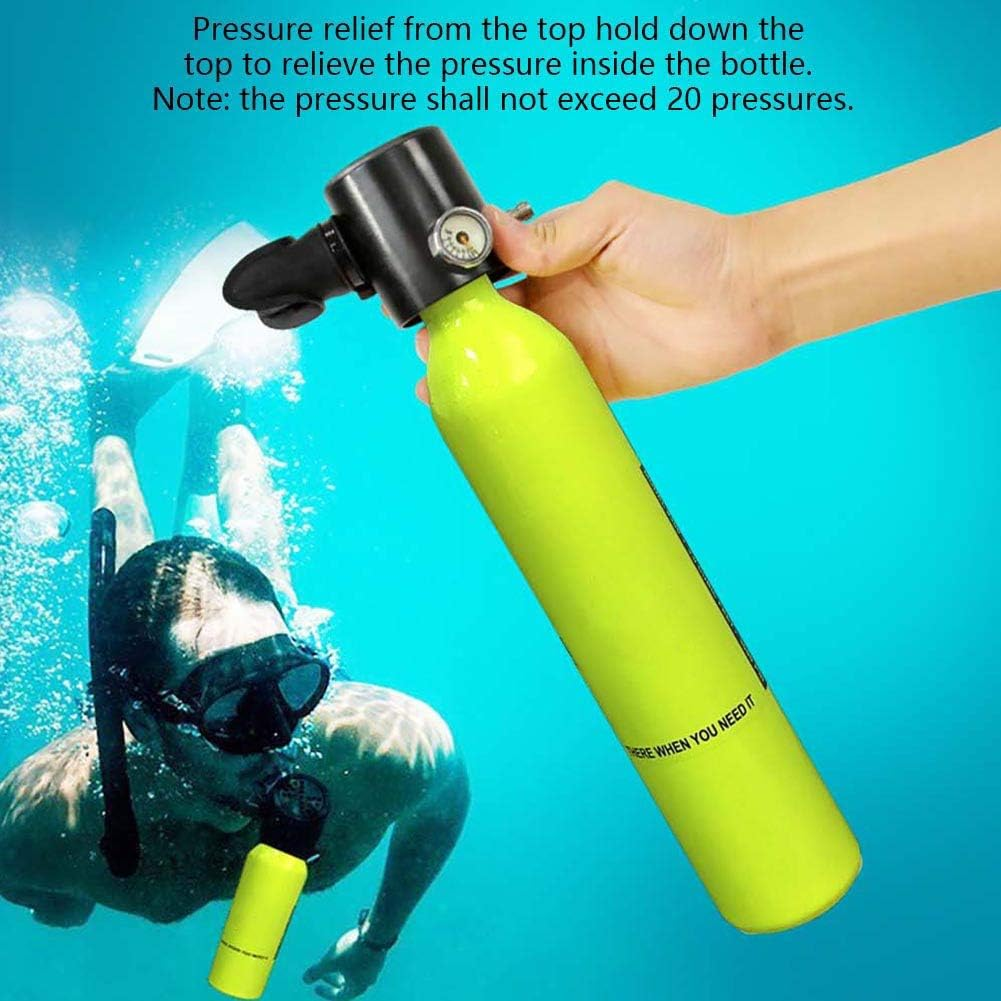 Pressure relief from the top hold down the
top to relieve the pressure inside the bottle.
Note: the pressure shall not exceed 20 pressures.
THERE WHEN YOU NEED IT